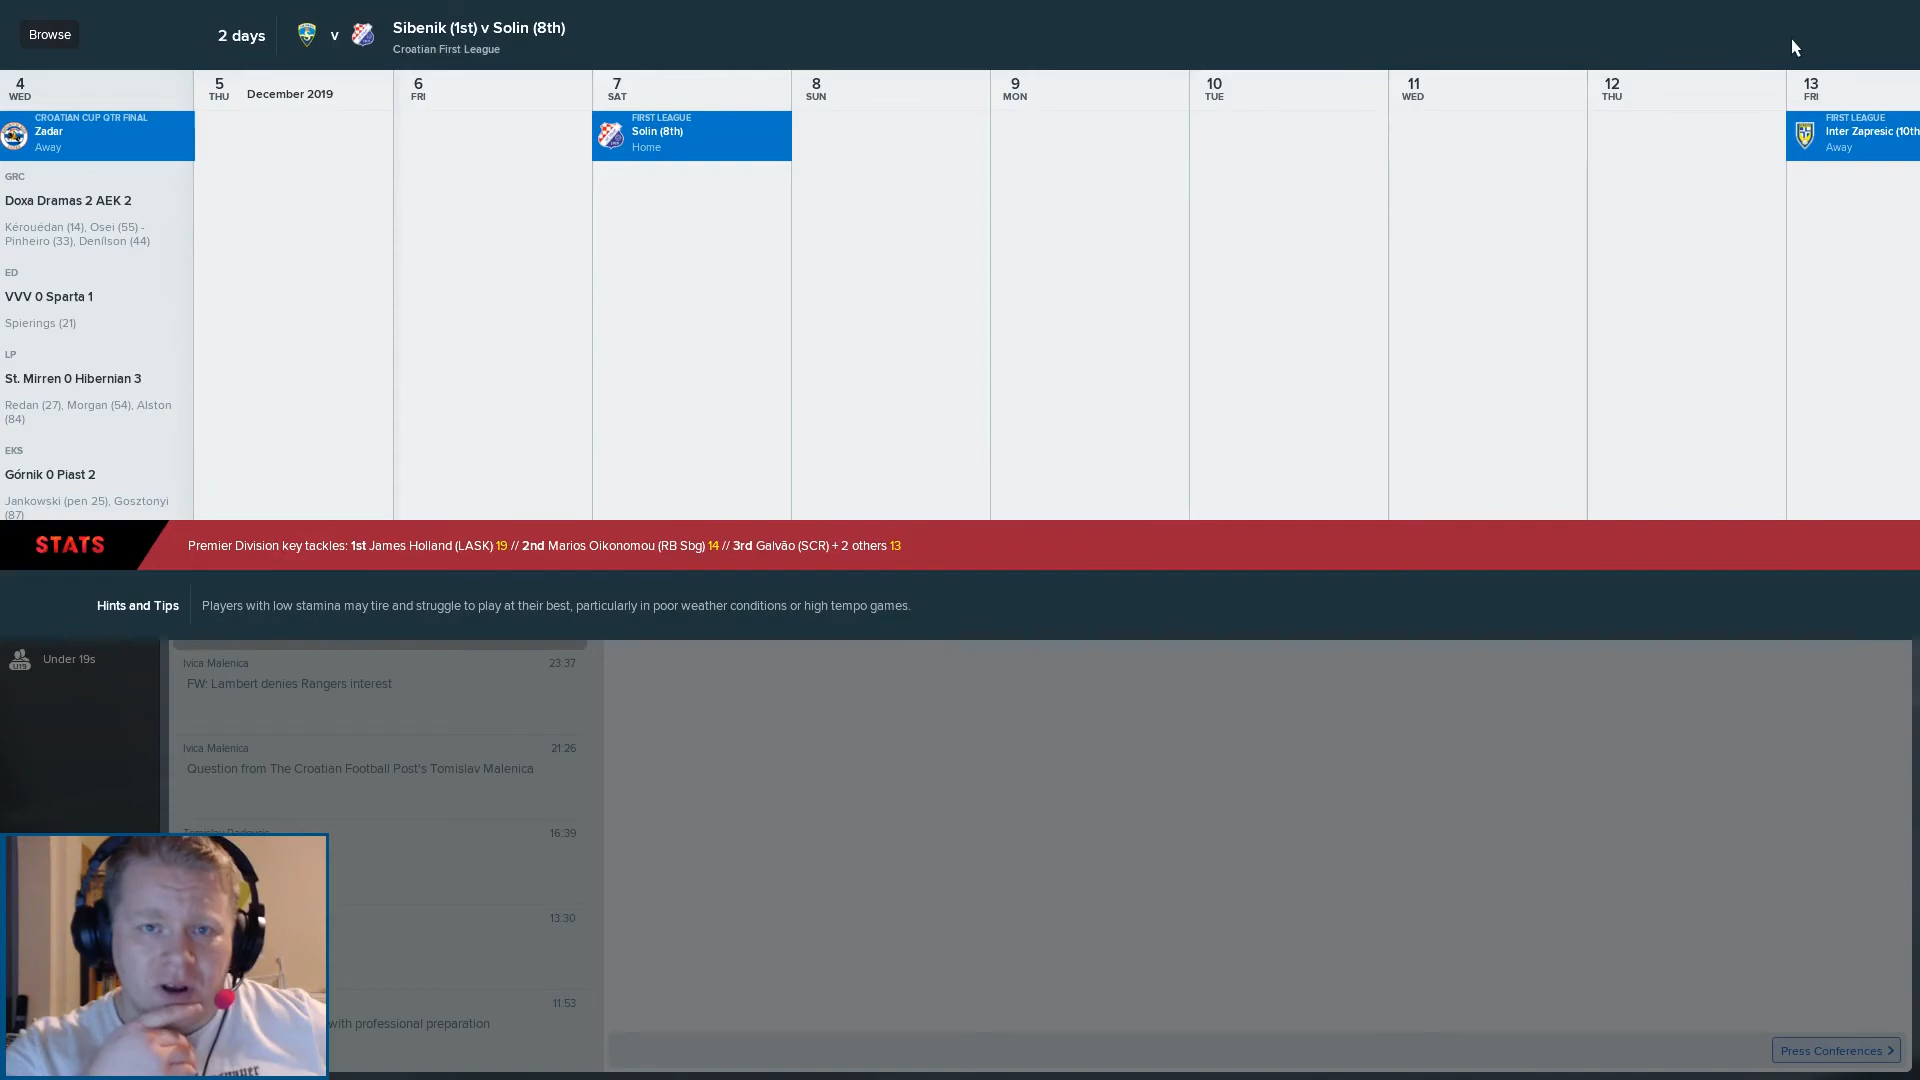 Browse
2 days
v
Sibenik (1st) v Solin (8th)
Croatian First League
4
WED
5
THU
December 2019
6
FRI
7
SAT
8
SUN
9
MON
10
TUE
11
WED
12
THU
13
FRI
CROATIAN CUP QTR FINAL
Zadar
Away
FIRST LEAGUE
Solin (8th)
Home
FIRST LEAGUE
Inter Zapresic (10th
Away
GRC
Doxa Dramas 2 AEK 2
Kérouédan (14), Osei (55) -
Pinheiro (33), Denílson (44)
ED
VVV 0 Sparta 1
Spierings (21)
LP
St. Mirren 0 Hibernian 3
Redan (27), Morgan (54), Alston
(84)
EKS
Górnik 0 Piast 2
Jankowski (pen 25), Gosztonyi
(87)
STATS
Premier Division key tackles: 1st James Holland (LASK) 19 // 2nd Marios Oikonomou (RB Sbg) 14 // 3rd Galvão (SCR) + 2 others 13
Hints and Tips
Players with low stamina may tire and struggle to play at their best, particularly in poor weather conditions or high tempo games.
U19
Under 19s
Ivica Malenica
23:37
FW: Lambert denies Rangers interest
Ivica Malenica
21:26
Question from The Croatian Football Post's Tomislav Malenica
16:39
13:30
11:53
with professional preparation
Press Conferences